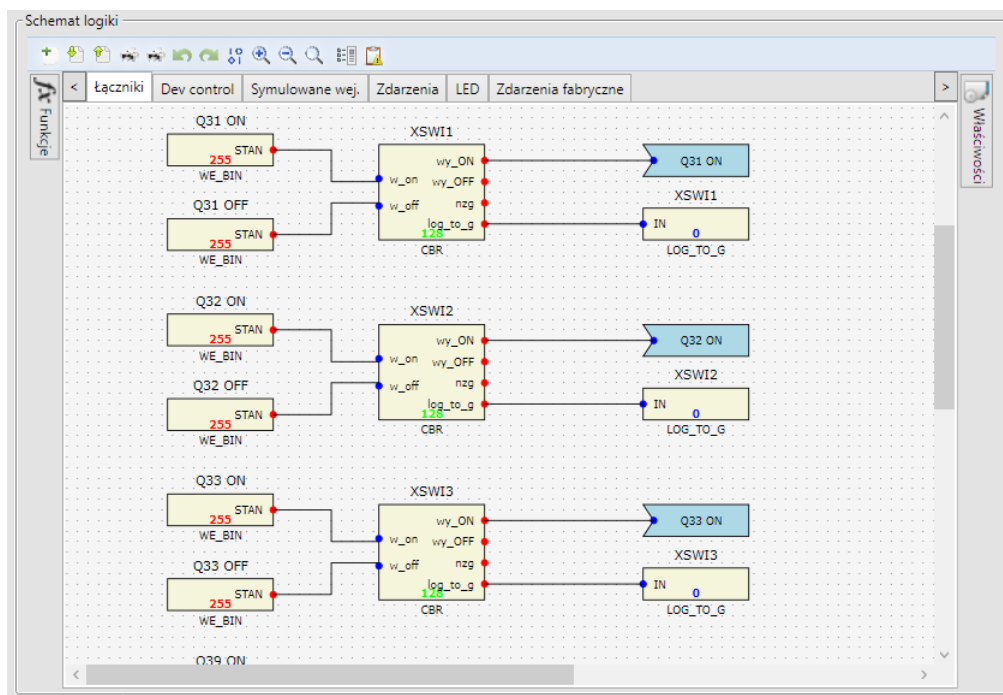 Schemat logiki
fx Funkcje
< Łączniki Dev control Symulowane wej. Zdarzenia LED Zdarzenia fabryczne >
Właściwości
Q31 ON
STAN
255
WE_BIN
Q31 OFF
STAN
255
WE_BIN
XSWI1
wy_ON
w_on wy_OFF
w_off nzg
log_to_g
128
CBR
Q31 ON
XSWI1
IN
0
LOG_TO_G
Q32 ON
STAN
255
WE_BIN
Q32 OFF
STAN
255
WE_BIN
XSWI2
wy_ON
w_on wy_OFF
w_off nzg
log_to_g
128
CBR
Q32 ON
XSWI2
IN
0
LOG_TO_G
Q33 ON
STAN
255
WE_BIN
Q33 OFF
STAN
255
WE_BIN
XSWI3
wy_ON
w_on wy_OFF
w_off nzg
log_to_g
128
CBR
Q33 ON
XSWI3
IN
0
LOG_TO_G
Q39 ON